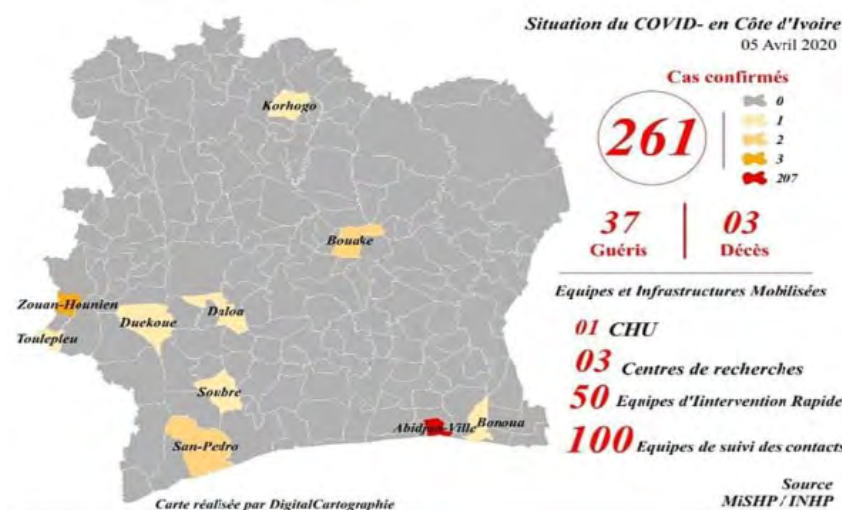 Situation du COVID- en Côte d'Ivoire
05 Avril 2020
Cas confirmés
261
0
1
2
3
207
37
Guéris
03
Décès
Equipes et Infrastructures Mobilisées
01 CHU
03 Centres de recherches
50 Equipes d'Iintervention Rapide
100 Equipes de suivi des contacts
Source
MiSHP / INHP
Korhogo
Bouake
Zouan-Hounien
Toulepleu
Duekoue
Daloa
Soubre
San-Pedro
Abidjan-Ville
Bonoua
Carte réalisée par DigitalCartographie